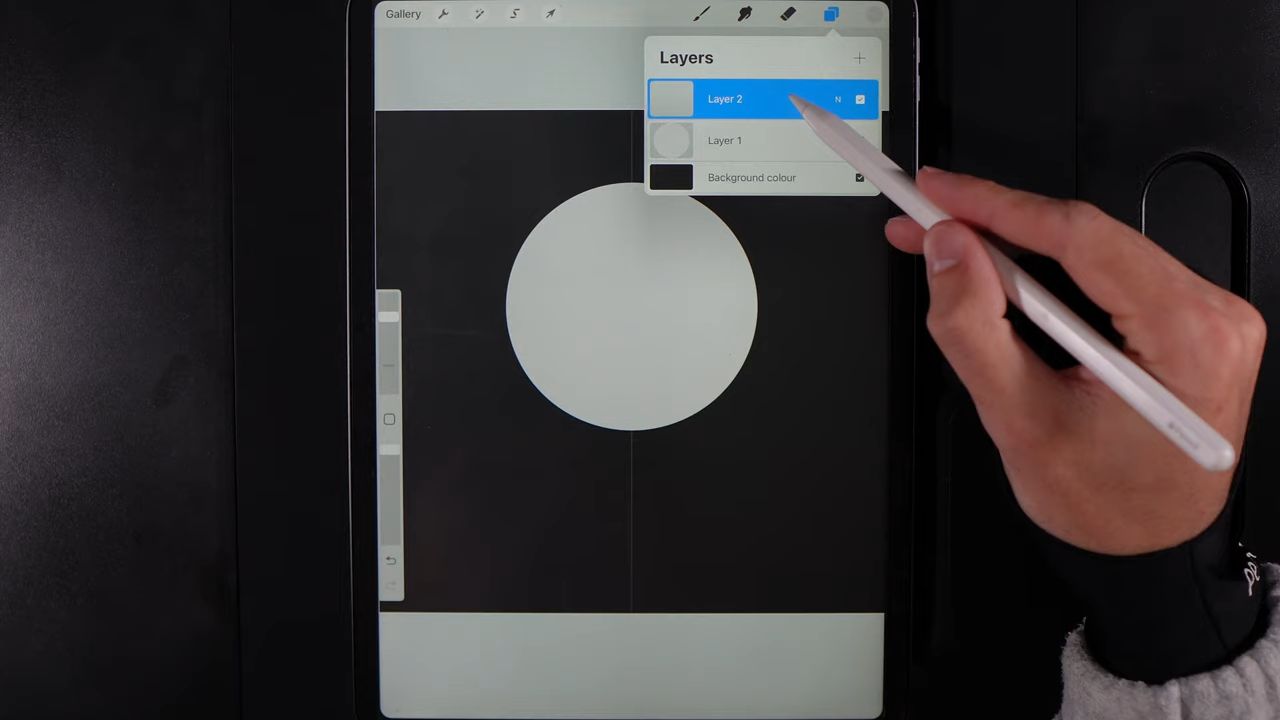 Gallery
Layers
Layer 2 N
Layer 1
Background colour